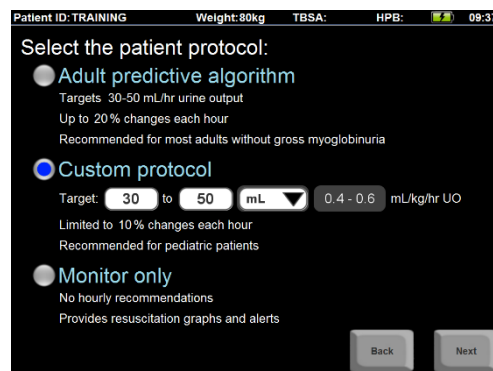 Patient ID: TRAINING Weight:80kg TBSA: HPB:
Select the patient protocol:
Adult predictive algorithm
Targets 30-50 mL/hr urine output
Up to 20% changes each hour
Recommended for most adults without gross myoglobinuria
Custom protocol
Target: 30 to 50 mL 0.4 - 0.6 mL/kg/hr UO
Limited to 10% changes each hour
Recommended for pediatric patients
Monitor only
No hourly recommendations
Provides resuscitation graphs and alerts
Back Next